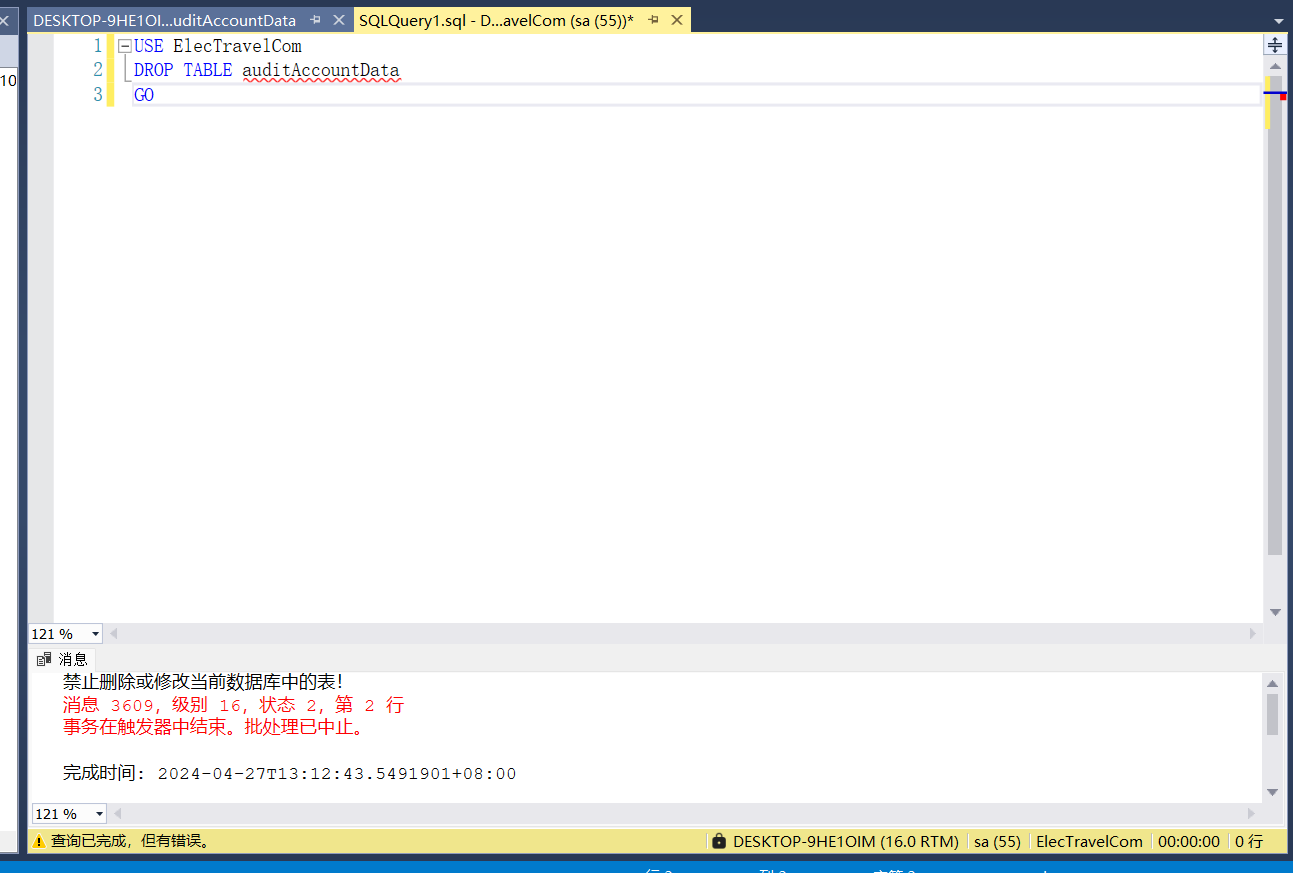 DESKTOP-9HE1OI...uditAccountData
SQLQuery1.sql - D...avelCom (sa (55))*
10
1 USE ElecTravelCom
2 DROP TABLE auditAccountData
3 GO
121 %
消息
禁止删除或修改当前数据库中的表！
消息 3609，级别 16，状态 2，第 2 行
事务在触发器中结束。批处理已中止。
完成时间: 2024-04-27T13:12:43.5491901+08:00
121 %
查询已完成，但有错误。
DESKTOP-9HE1OIM (16.0 RTM)
sa (55)
ElecTravelCom
00:00:00
0 行